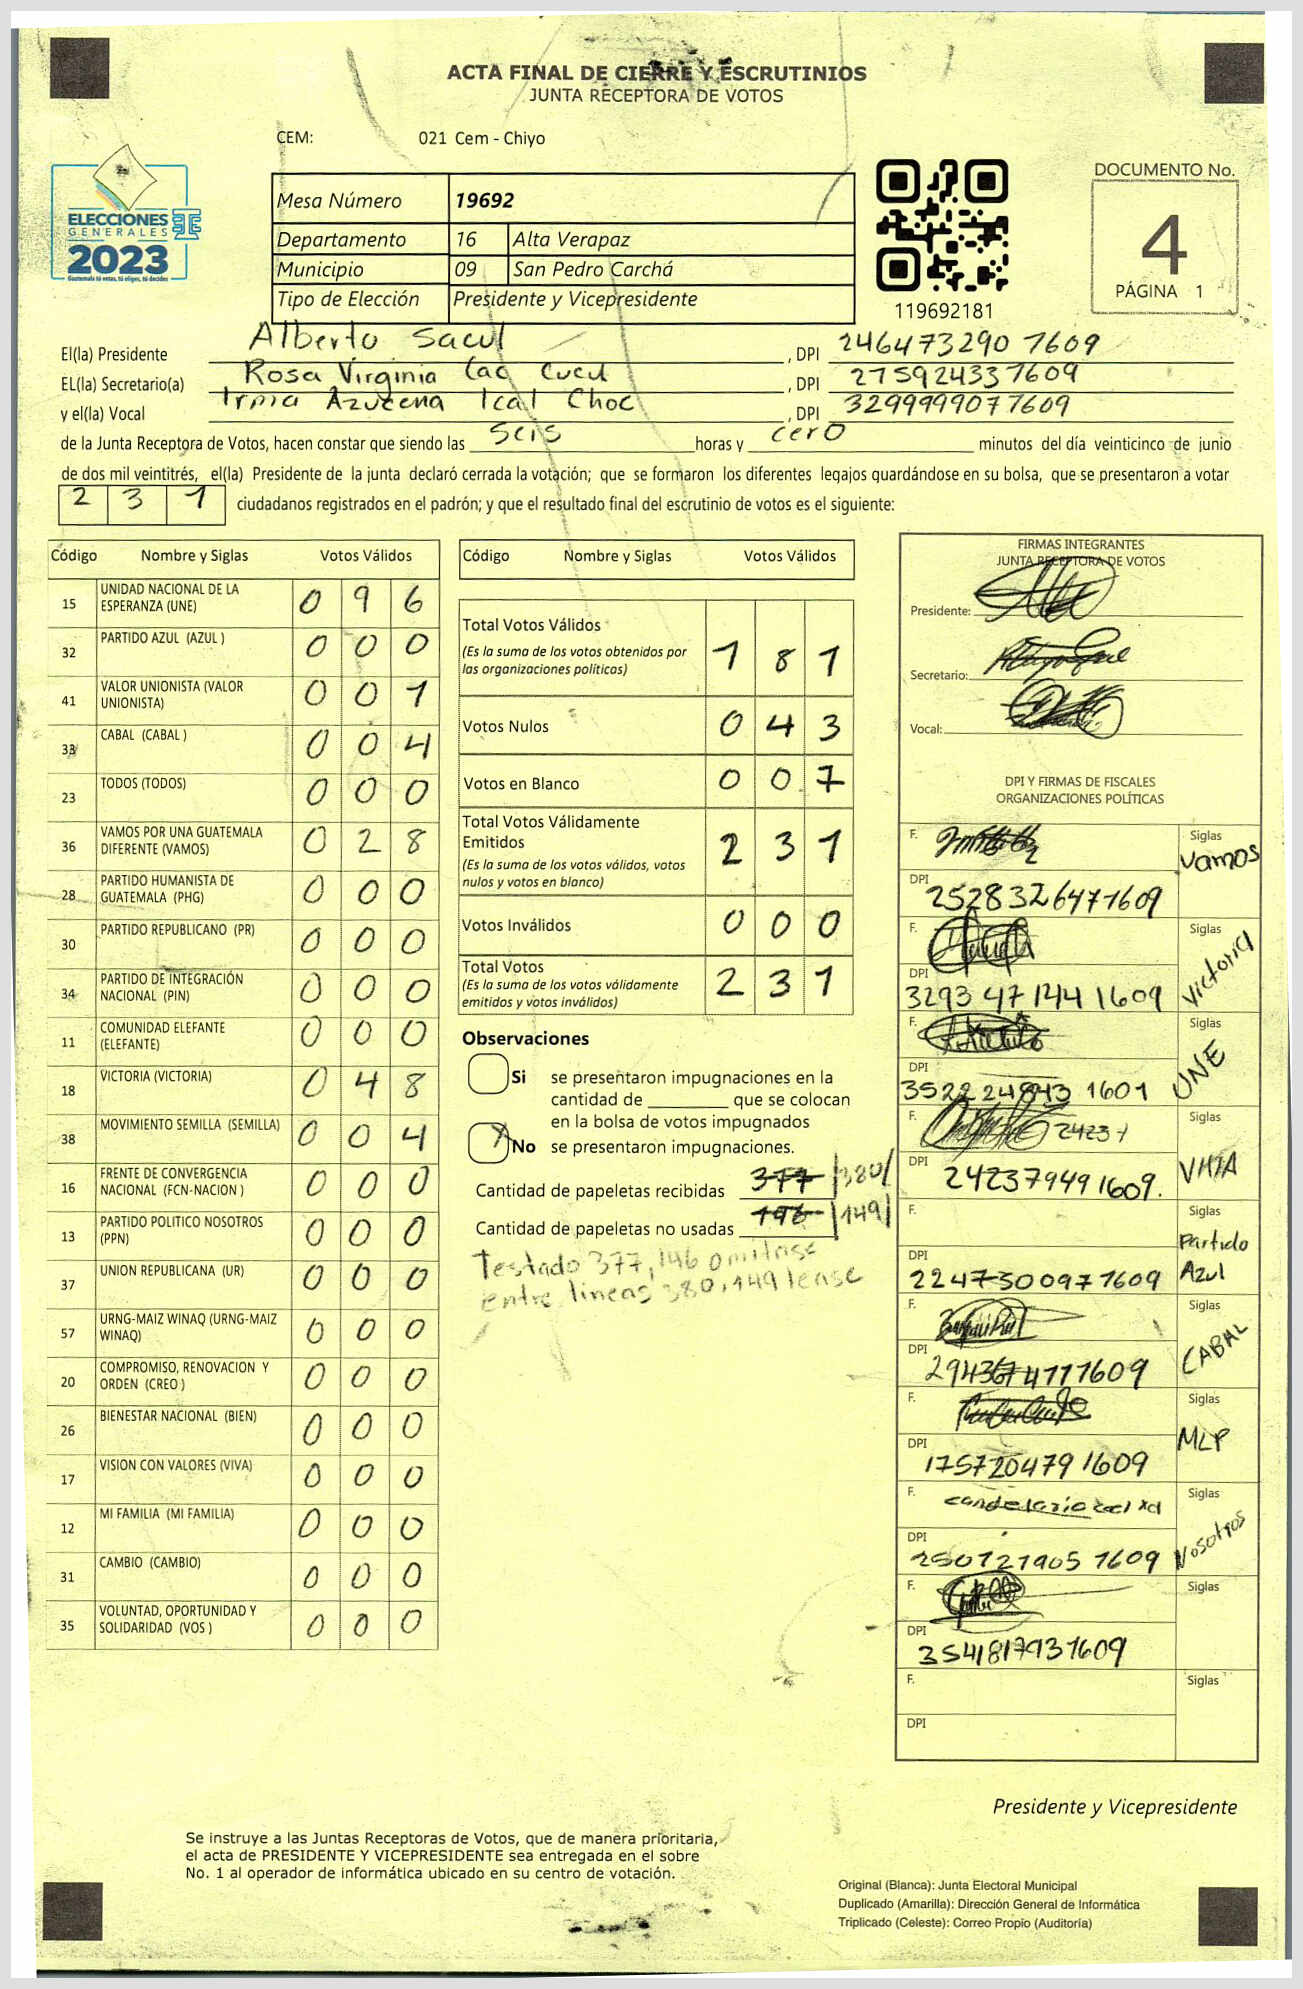 ACTA FINAL DE CIERRE Y ESCRUTINIOS
JUNTA RECEPTORA DE VOTOS
CEM: 021 Cem - Chiyo
ELECCIONES
GENERALES
2023
Guatemala tú votas, tú eliges, tú decides
Mesa Número 19692
Departamento 16 Alta Verapaz
Municipio 09 San Pedro Carchá
Tipo de Elección Presidente y Vicepresidente
119692181
DOCUMENTO No.
4
PÁGINA 1
El(la) Presidente Alberto Sacul , DPI 246473290 1609
EL(la) Secretario(a) Rosa Virginia Cac Cucul , DPI 275924337609
y el(la) Vocal Irma Azucena Ical Choc , DPI 3299999077609
de la Junta Receptora de Votos, hacen constar que siendo las seis horas y cero minutos del día veinticinco de junio
de dos mil veintitrés, el(la) Presidente de la junta declaró cerrada la votación; que se formaron los diferentes legajos quardándose en su bolsa, que se presentaron a votar
2 3 1 ciudadanos registrados en el padrón; y que el resultado final del escrutinio de votos es el siguiente:
Código Nombre y Siglas Votos Válidos
15 UNIDAD NACIONAL DE LA ESPERANZA (UNE) 0 9 6
32 PARTIDO AZUL (AZUL ) 0 0 0
41 VALOR UNIONISTA (VALOR UNIONISTA) 0 0 1
33 CABAL (CABAL ) 0 0 4
23 TODOS (TODOS) 0 0 0
36 VAMOS POR UNA GUATEMALA DIFERENTE (VAMOS) 0 2 8
28 PARTIDO HUMANISTA DE GUATEMALA (PHG) 0 0 0
30 PARTIDO REPUBLICANO (PR) 0 0 0
34 PARTIDO DE INTEGRACIÓN NACIONAL (PIN) 0 0 0
11 COMUNIDAD ELEFANTE (ELEFANTE) 0 0 0
18 VICTORIA (VICTORIA) 0 4 8
38 MOVIMIENTO SEMILLA (SEMILLA) 0 0 4
16 FRENTE DE CONVERGENCIA NACIONAL (FCN-NACION ) 0 0 0
13 PARTIDO POLITICO NOSOTROS (PPN) 0 0 0
37 UNION REPUBLICANA (UR) 0 0 0
57 URNG-MAIZ WINAQ (URNG-MAIZ WINAQ) 0 0 0
20 COMPROMISO, RENOVACION Y ORDEN (CREO ) 0 0 0
26 BIENESTAR NACIONAL (BIEN) 0 0 0
17 VISION CON VALORES (VIVA) 0 0 0
12 MI FAMILIA (MI FAMILIA) 0 0 0
31 CAMBIO (CAMBIO) 0 0 0
35 VOLUNTAD, OPORTUNIDAD Y SOLIDARIDAD (VOS ) 0 0 0
Código Nombre y Siglas Votos Válidos
Total Votos Válidos 1 8 1
(Es la suma de los votos obtenidos por
las organizaciones políticas)
Votos Nulos 0 4 3
Votos en Blanco 0 0 7
Total Votos Válidamente
Emitidos 2 3 1
(Es la suma de los votos válidos, votos
nulos y votos en blanco)
Votos Inválidos 0 0 0
Total Votos 2 3 1
(Es la suma de los votos válidamente
emitidos y votos inválidos)
Observaciones
Si se presentaron impugnaciones en la
cantidad de ________ que se colocan
en la bolsa de votos impugnados
X No se presentaron impugnaciones.
Cantidad de papeletas recibidas 377 |380/
Cantidad de papeletas no usadas 146 |149|
Testado 377, 146 omitase
entre lineas 380, 149 lease
FIRMAS INTEGRANTES
JUNTA RECEPTORA DE VOTOS
Presidente:
Secretario:
Vocal:
DPI Y FIRMAS DE FISCALES
ORGANIZACIONES POLÍTICAS
F. Siglas Vamos
DPI 2528326471609
F. Siglas Victoria
DPI 3293 47 144 1609
F. Siglas UNE
DPI 3522 24843 1601
F. 24237 Siglas
DPI 242379491609.
F. Siglas Partido Azul
DPI 2247300971609
F. Siglas CABAL
DPI 2943674771609
F. Siglas MLP
DPI 1757204791609
F. candelario Siglas Nosotros
DPI 250721905 1609
F. Siglas
DPI 3541817931609
F. Siglas
DPI
Presidente y Vicepresidente
Se instruye a las Juntas Receptoras de Votos, que de manera prioritaria,
el acta de PRESIDENTE Y VICEPRESIDENTE sea entregada en el sobre
No. 1 al operador de informática ubicado en su centro de votación.
Original (Blanca): Junta Electoral Municipal
Duplicado (Amarilla): Dirección General de Informática
Triplicado (Celeste): Correo Propio (Auditoría)